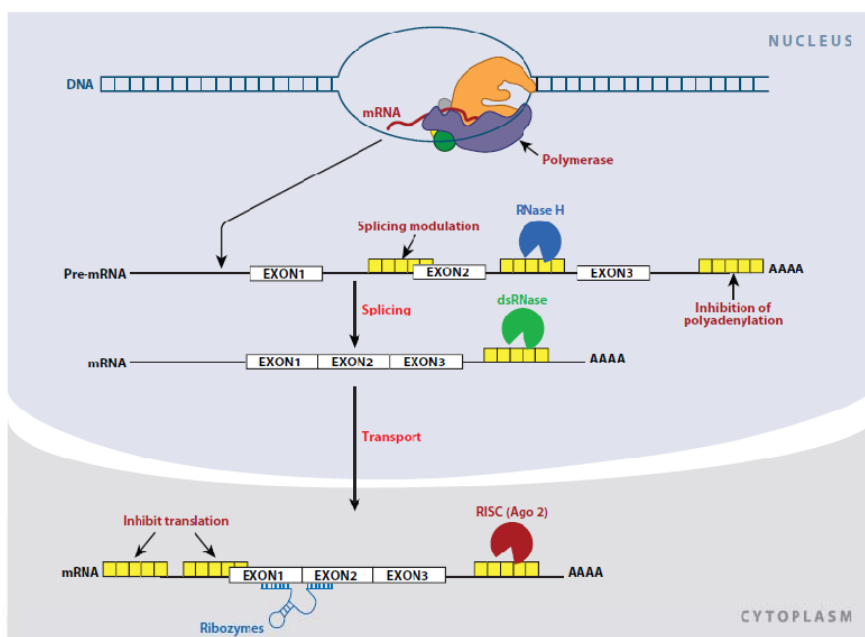 NUCLEUS
DNA
mRNA
Polymerase
Splicing modulation
RNase H
Pre-mRNA
EXON1
EXON2
EXON3
AAAA
Inhibition of
polyadenylation
Splicing
dsRNase
mRNA
EXON1
EXON2
EXON3
AAAA
Transport
Inhibit translation
RISC (Ago 2)
mRNA
EXON1
EXON2
EXON3
AAAA
Ribozymes
CYTOPLASM